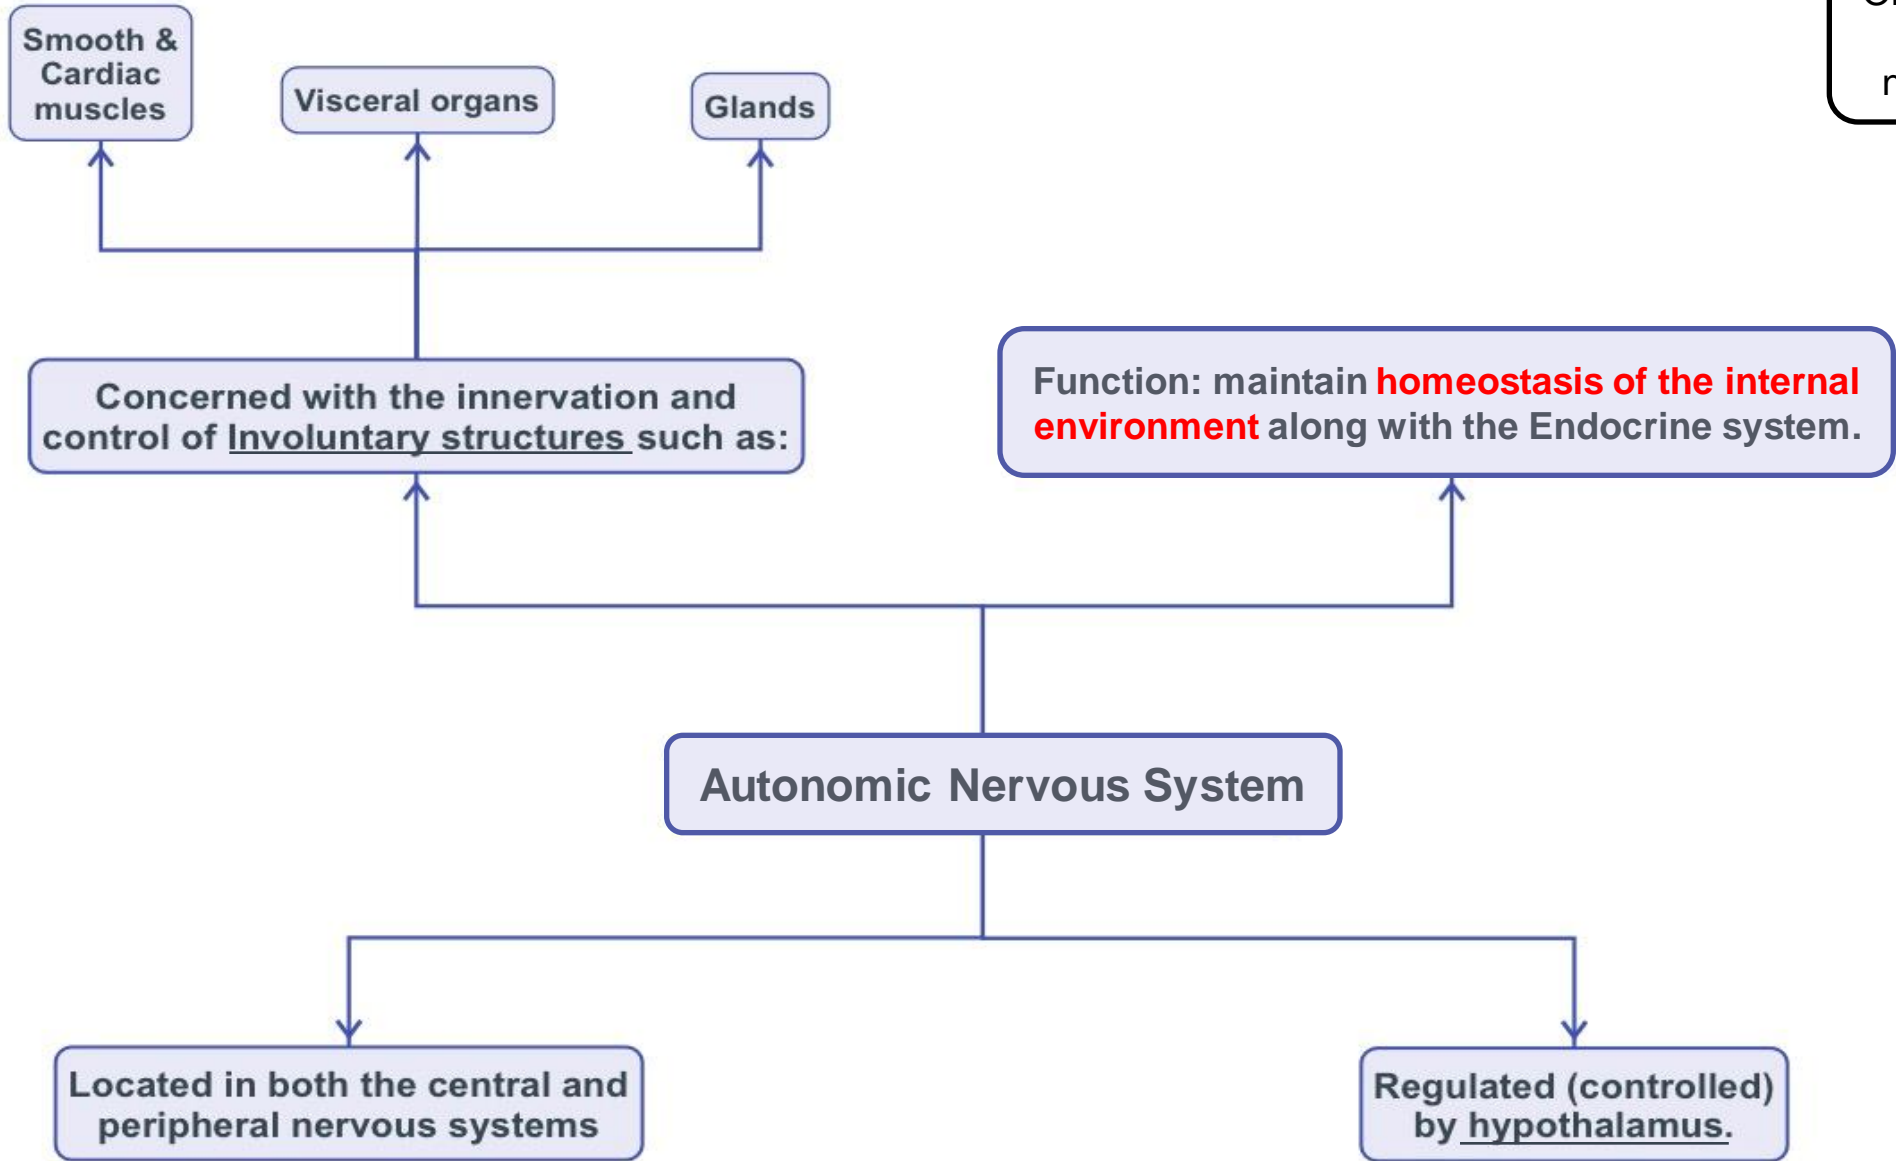 Smooth &
Cardiac
muscles
Visceral organs
Glands
Concerned with the innervation and
control of Involuntary structures such as:
Function: maintain homeostasis of the internal
environment along with the Endocrine system.
Autonomic Nervous System
Located in both the central and
peripheral nervous systems
Regulated (controlled)
by hypothalamus.